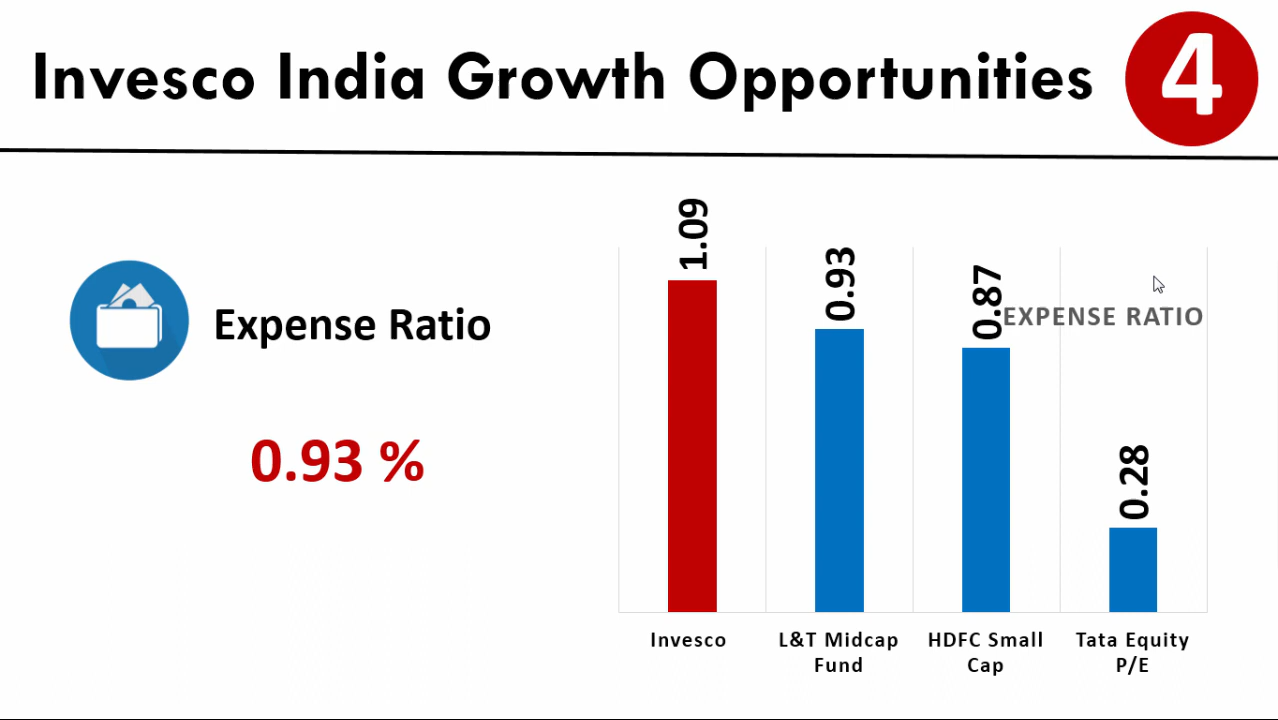 Invesco India Growth Opportunities
4
Expense Ratio
0.93 %
1.09
0.93
0.87
0.28
EXPENSE RATIO
Invesco
L&T Midcap
Fund
HDFC Small
Cap
Tata Equity
P/E